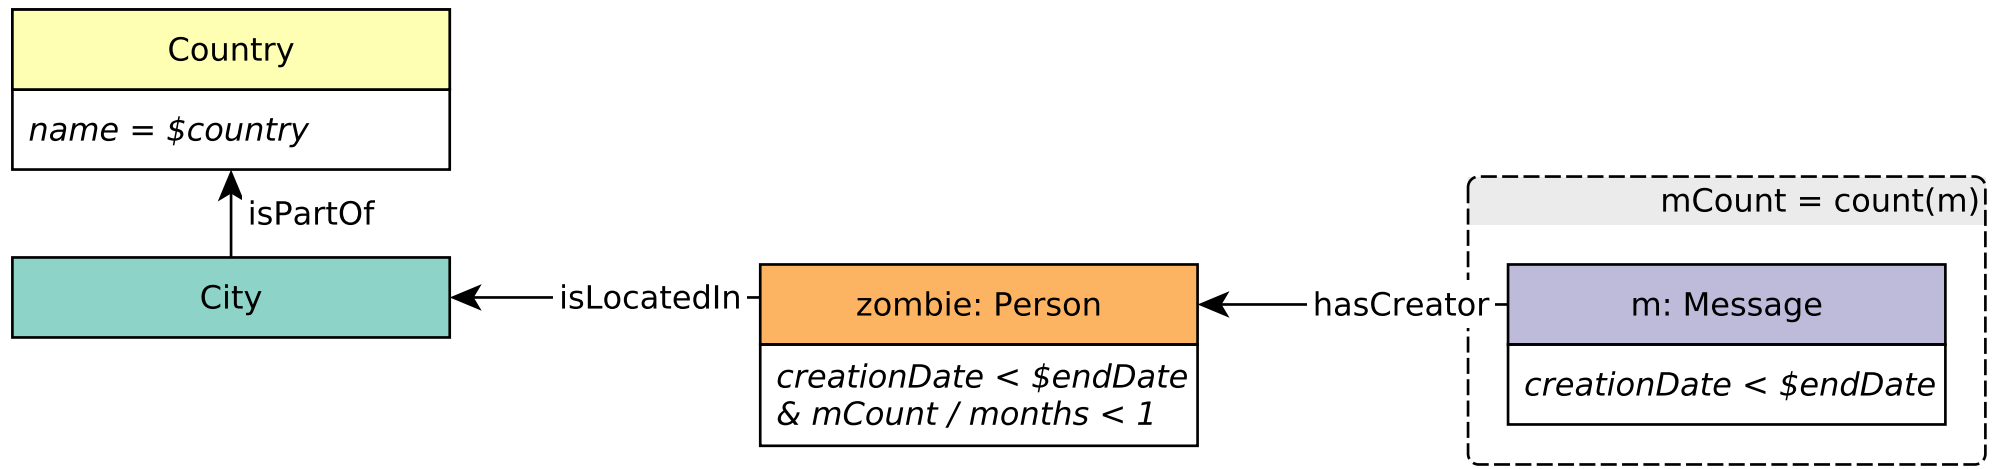 Country
name = $country
isPartOf
City
isLocatedIn
zombie: Person
creationDate < $endDate
& mCount / months < 1
hasCreator
mCount = count(m)
m: Message
creationDate < $endDate